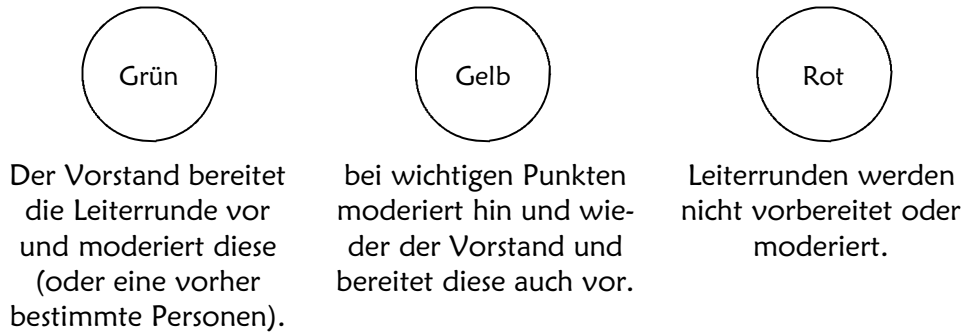 Grün
Der Vorstand bereitet
die Leiterrunde vor
und moderiert diese
(oder eine vorher
bestimmte Personen).
Gelb
bei wichtigen Punkten
moderiert hin und wie-
der der Vorstand und
bereitet diese auch vor.
Rot
Leiterrunden werden
nicht vorbereitet oder
moderiert.